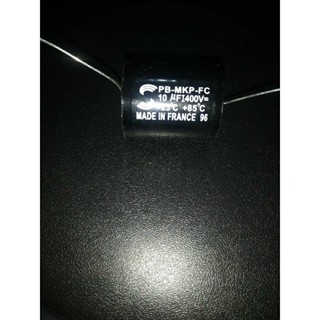 PB-MKP-FC
10 µF/400V=
-25°C +85°C
MADE IN FRANCE 96